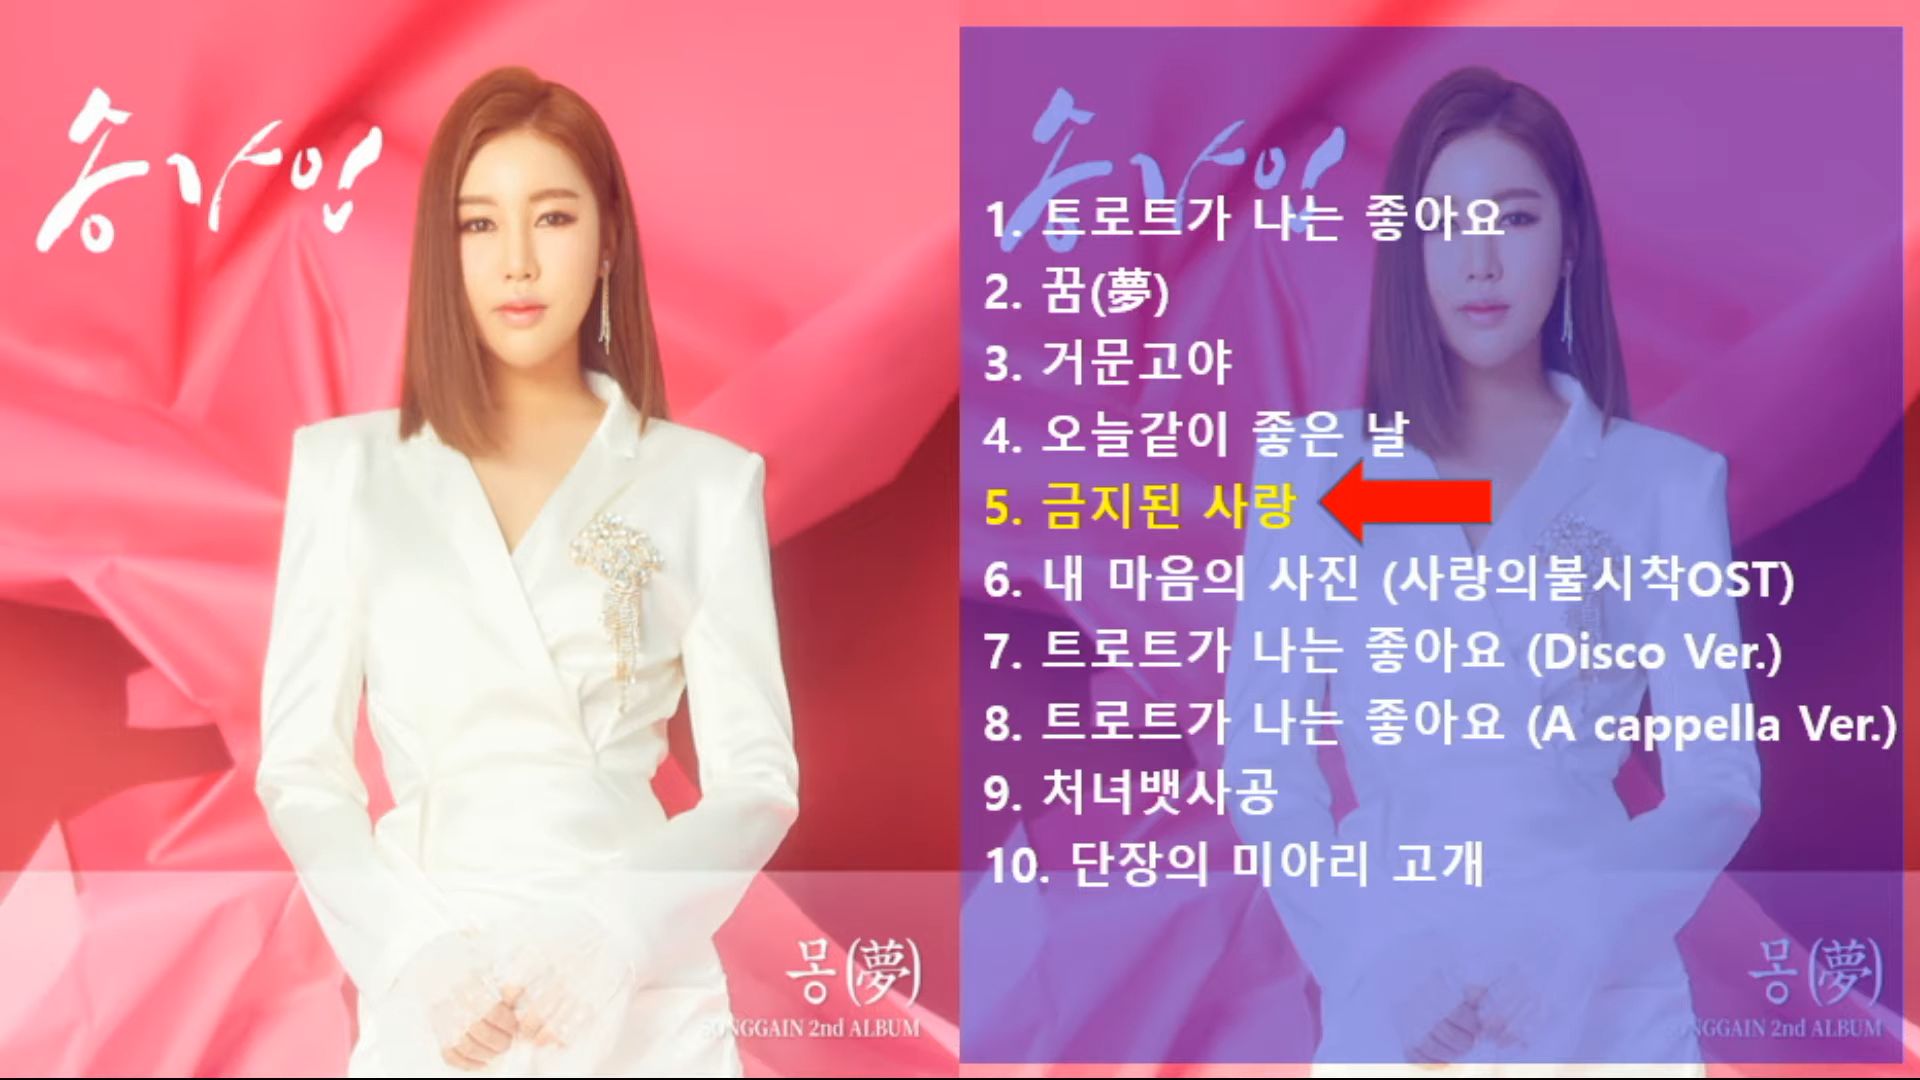 송가인
몽(夢)
SONGGAIN 2nd ALBUM
송가인
1. 트로트가 나는 좋아요
2. 꿈(夢)
3. 거문고야
4. 오늘같이 좋은 날
5. 금지된 사랑
6. 내 마음의 사진 (사랑의불시착OST)
7. 트로트가 나는 좋아요 (Disco Ver.)
8. 트로트가 나는 좋아요 (A cappella Ver.)
9. 처녀뱃사공
10. 단장의 미아리 고개
몽(夢)
SONGGAIN 2nd ALBUM